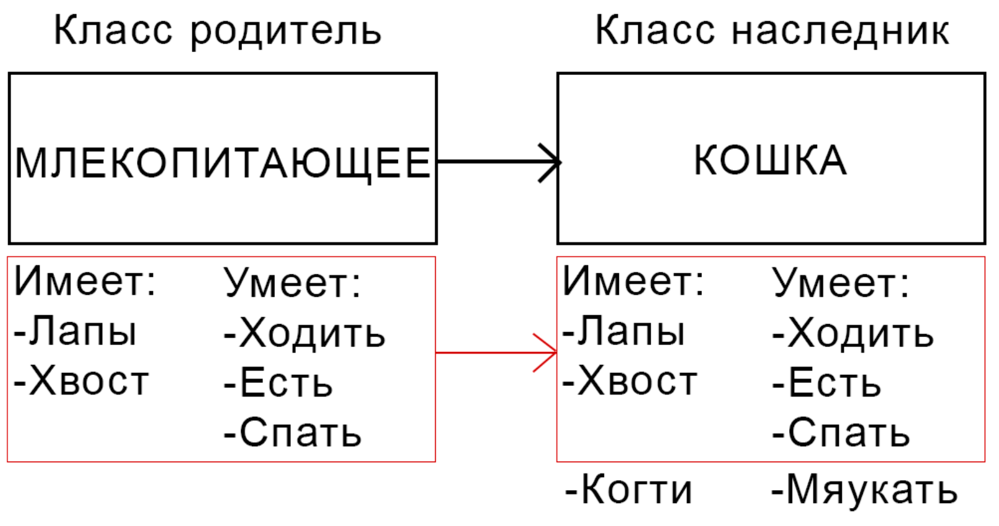 Класс родитель
Класс наследник
МЛЕКОПИТАЮЩЕЕ
КОШКА
Имеет:
-Лапы
-Хвост
Умеет:
-Ходить
-Есть
-Спать
Имеет:
-Лапы
-Хвост
-Когти
Умеет:
-Ходить
-Есть
-Спать
-Мяукать